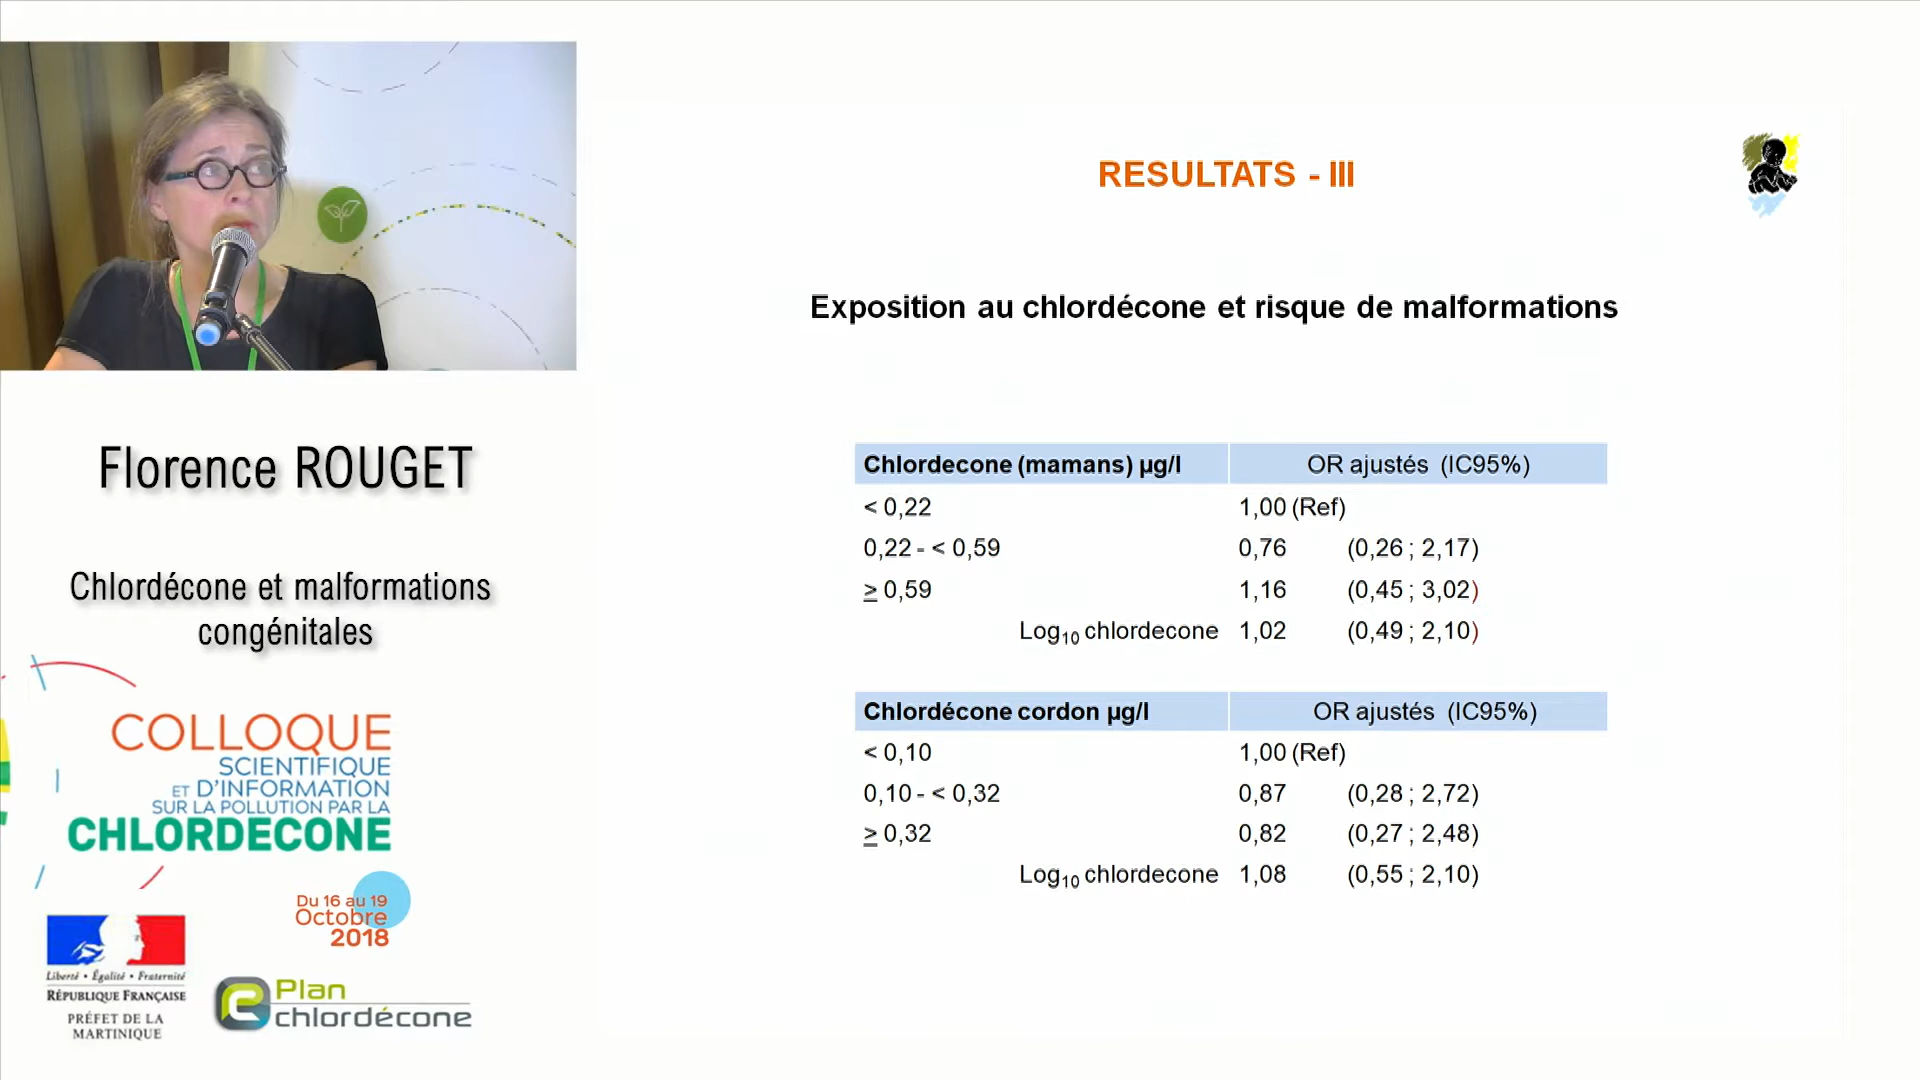 RESULTATS - III
Exposition au chlordécone et risque de malformations
Chlordecone (mamans) µg/l OR ajustés (IC95%)
< 0,22 1,00 (Ref)
0,22 - < 0,59 0,76 (0,26 ; 2,17)
≥ 0,59 1,16 (0,45 ; 3,02)
Log₁₀ chlordecone 1,02 (0,49 ; 2,10)
Chlordécone cordon µg/l OR ajustés (IC95%)
< 0,10 1,00 (Ref)
0,10 - < 0,32 0,87 (0,28 ; 2,72)
≥ 0,32 0,82 (0,27 ; 2,48)
Log₁₀ chlordecone 1,08 (0,55 ; 2,10)
Florence ROUGET
Chlordécone et malformations
congénitales
COLLOQUE
SCIENTIFIQUE
ET D'INFORMATION
SUR LA POLLUTION PAR LA
CHLORDECONE
Du 16 au 19
Octobre
2018
Liberté • Égalité • Fraternité
RÉPUBLIQUE FRANÇAISE
PRÉFET DE LA
MARTINIQUE
Plan
chlordécone